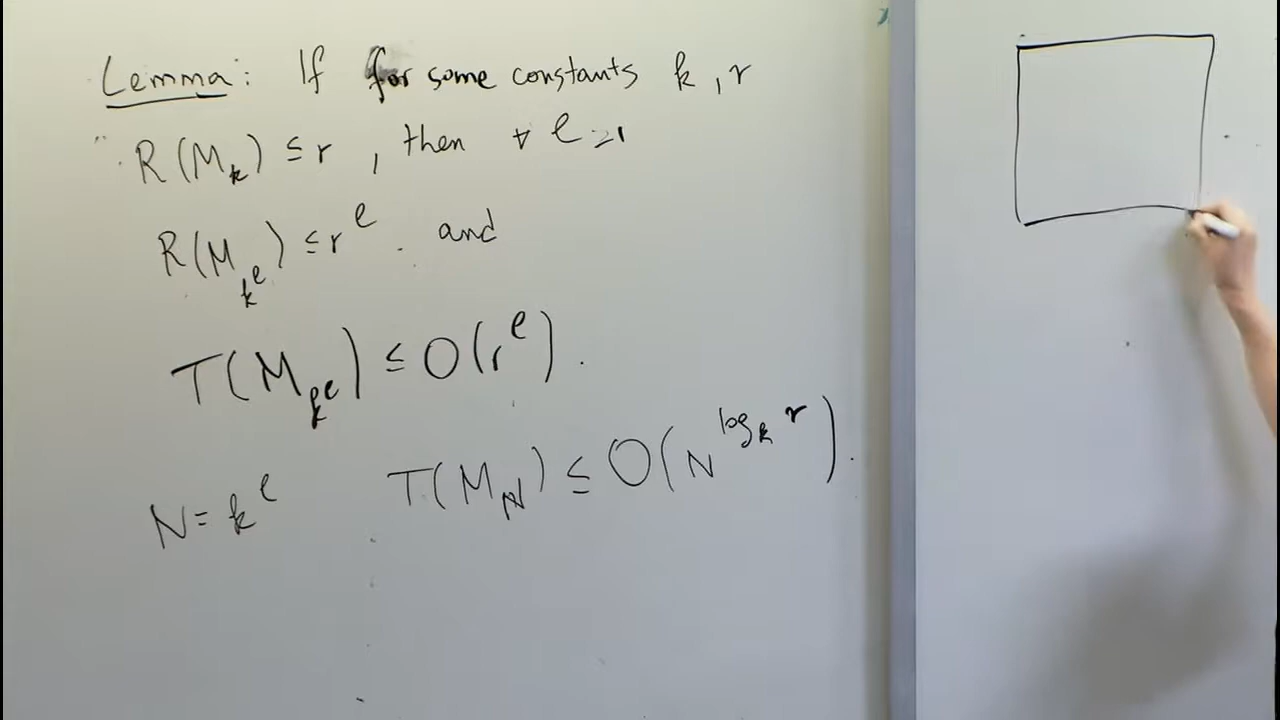 Lemma: If for some constants k, r
R(M_k) ≤ r, then ∀ ℓ ≥ 1
R(M_{k^ℓ}) ≤ r^ℓ. and
T(M_{k^ℓ}) ≤ O(r^ℓ).
N = k^ℓ T(M_N) ≤ O(N^{log_k r}).